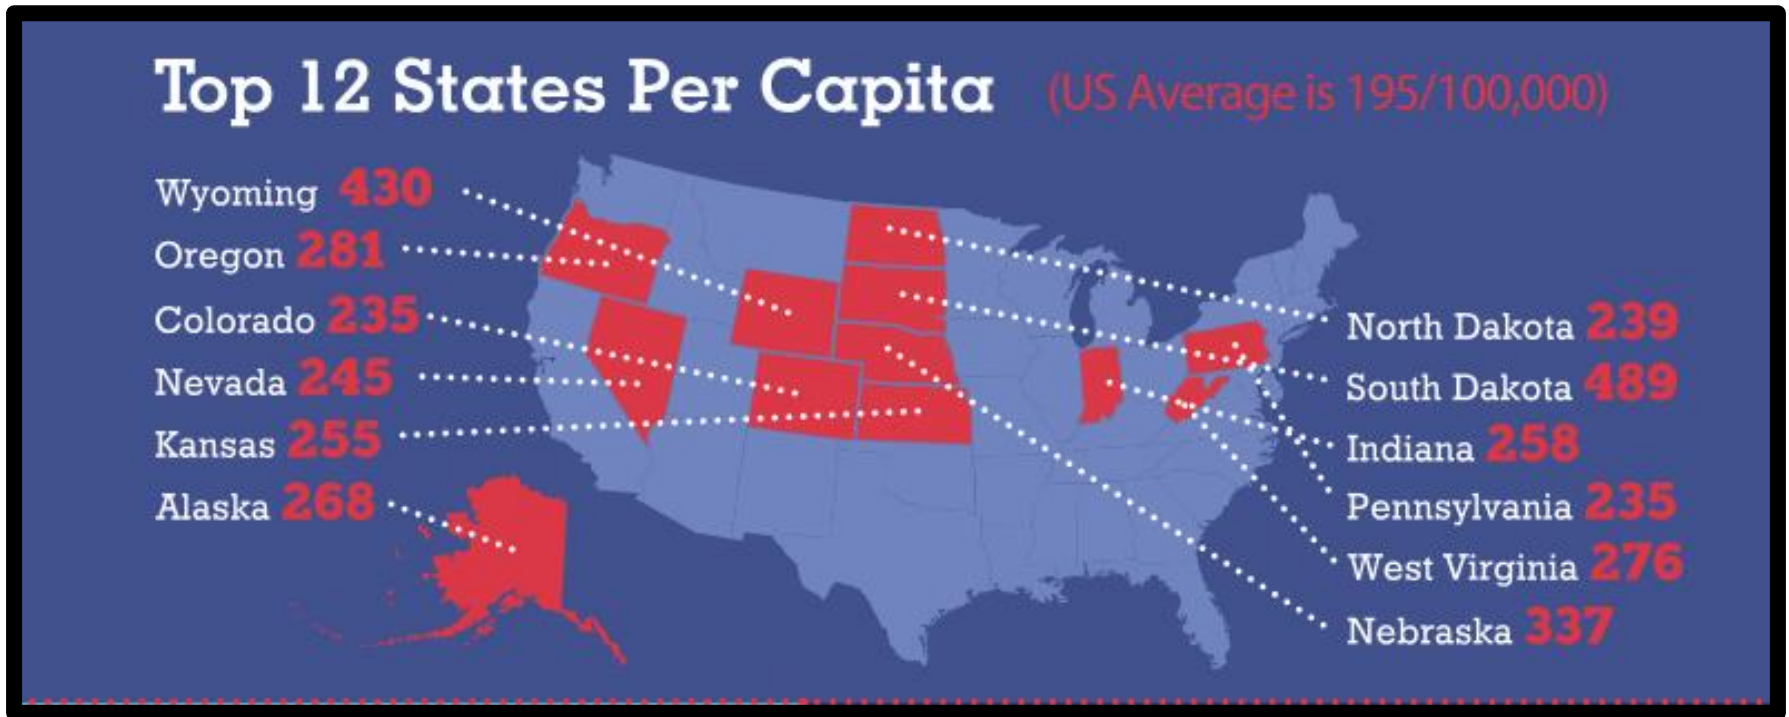 Top 12 States Per Capita (US Average is 195/100,000)
Wyoming 430
Oregon 281
Colorado 235
Nevada 245
Kansas 255
Alaska 268
North Dakota 239
South Dakota 489
Indiana 258
Pennsylvania 235
West Virginia 276
Nebraska 337